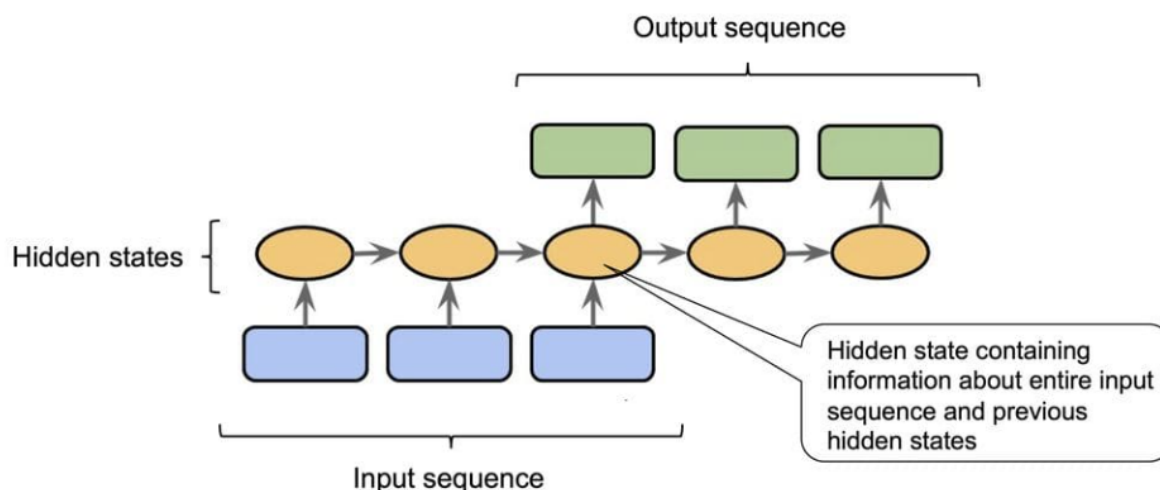 Output sequence
Hidden states
Hidden state containing
information about entire input
sequence and previous
hidden states
Input sequence